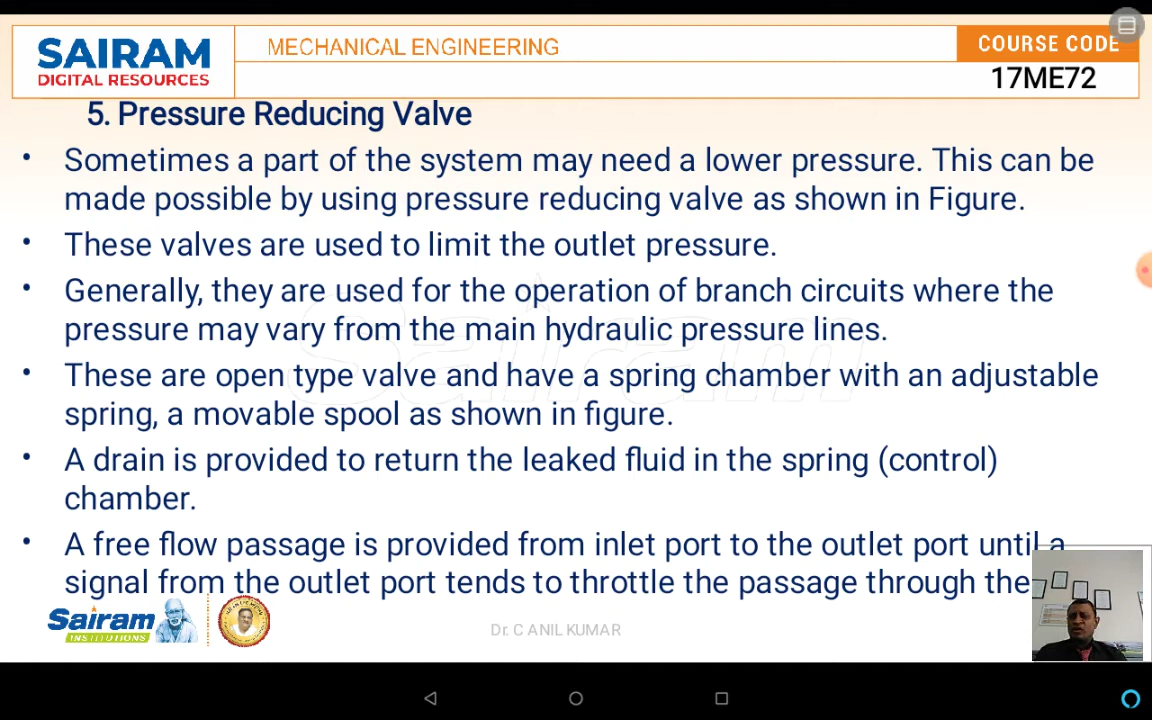 SAIRAM
DIGITAL RESOURCES
MECHANICAL ENGINEERING
COURSE CODE
17ME72
5. Pressure Reducing Valve
• Sometimes a part of the system may need a lower pressure. This can be
made possible by using pressure reducing valve as shown in Figure.
• These valves are used to limit the outlet pressure.
• Generally, they are used for the operation of branch circuits where the
pressure may vary from the main hydraulic pressure lines.
• These are open type valve and have a spring chamber with an adjustable
spring, a movable spool as shown in figure.
• A drain is provided to return the leaked fluid in the spring (control)
chamber.
• A free flow passage is provided from inlet port to the outlet port until a
signal from the outlet port tends to throttle the passage through the
Sairam
Sairam
INSTITUTIONS
Dr. C ANIL KUMAR